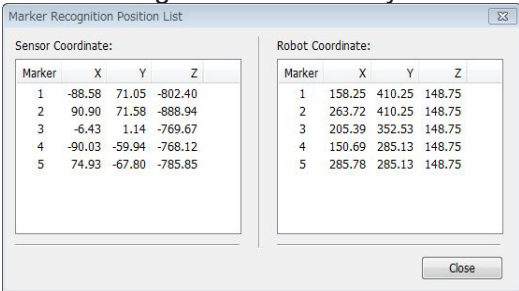 Marker Recognition Position List
Sensor Coordinate:
Marker X Y Z
1 -88.58 71.05 -802.40
2 90.90 71.58 -888.94
3 -6.43 1.14 -769.67
4 -90.03 -59.94 -768.12
5 74.93 -67.80 -785.85
Robot Coordinate:
Marker X Y Z
1 158.25 410.25 148.75
2 263.72 410.25 148.75
3 205.39 352.53 148.75
4 150.69 285.13 148.75
5 285.78 285.13 148.75
Close